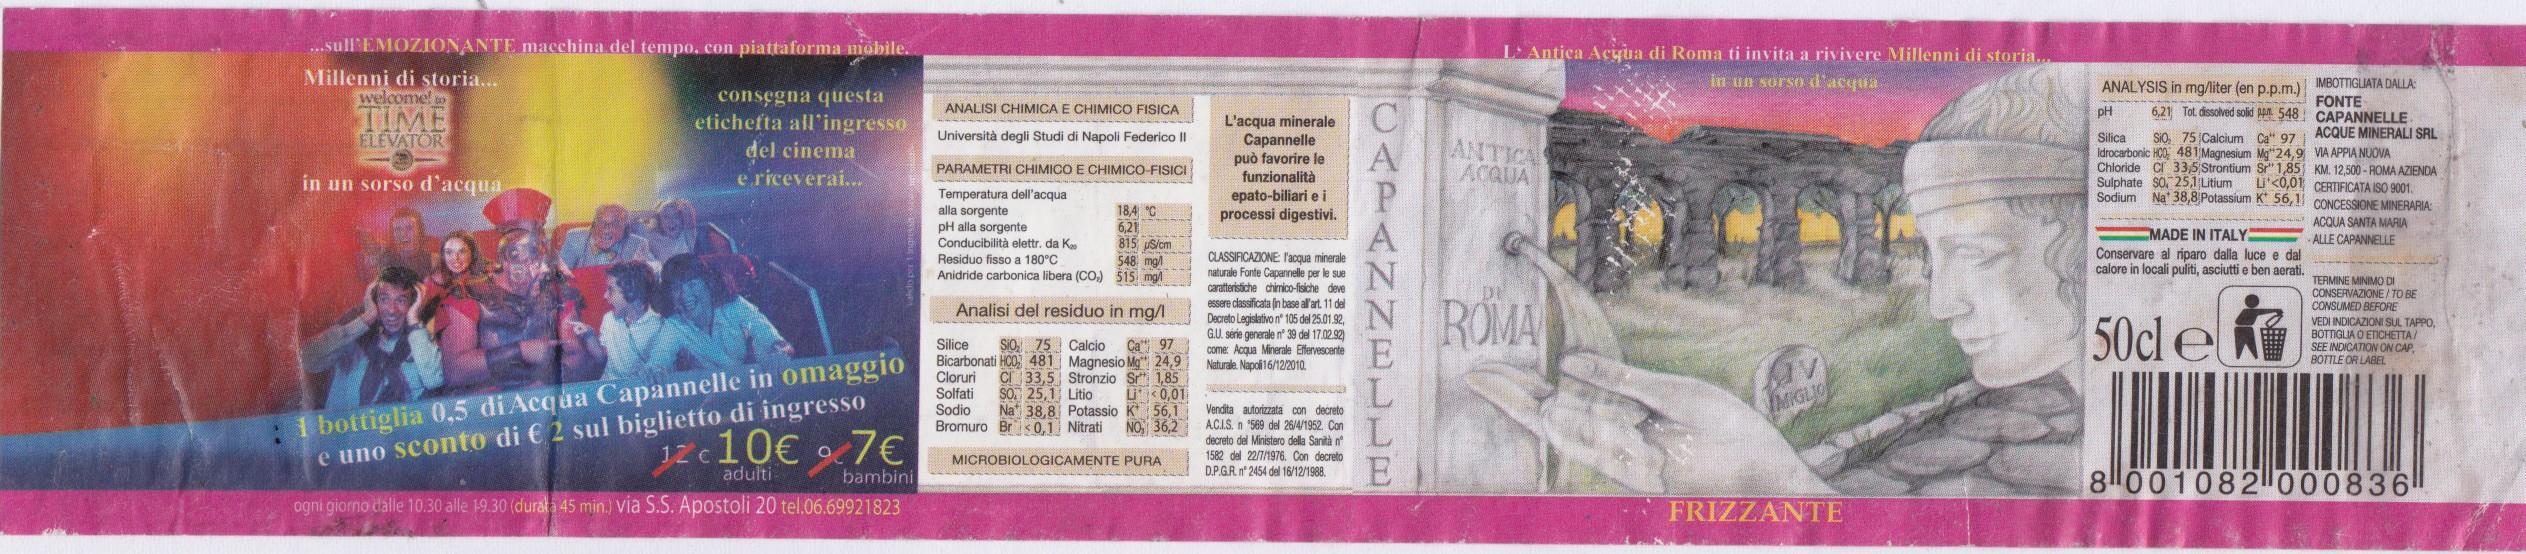 ...sull'EMOZIONANTE macchina del tempo, con piattaforma mobile.
Millenni di storia...
welcome! to
TIME
ELEVATOR
in un sorso d'acqua
consegna questa
etichetta all'ingresso
del cinema
e riceverai...
1 bottiglia 0,5 di Acqua Capannelle in omaggio
e uno sconto di € 2 sul biglietto di ingresso
12 € 10€ 9 7€
adulti bambini
ogni giorno dalle 10.30 alle 19.30 (durata 45 min.) via S.S. Apostoli 20 tel.06.69921823
ANALISI CHIMICA E CHIMICO FISICA
Università degli Studi di Napoli Federico II
PARAMETRI CHIMICO E CHIMICO-FISICI
Temperatura dell'acqua
alla sorgente 18,4 °C
pH alla sorgente 6,21
Conducibilità elettr. da K₂₀ 815 µS/cm
Residuo fisso a 180°C 548 mg/l
Anidride carbonica libera (CO₂) 515 mg/l
Analisi del residuo in mg/l
Silice SiO₂ 75 Calcio Ca⁺⁺ 97
Bicarbonati HCO₃⁻ 481 Magnesio Mg⁺⁺ 24,9
Cloruri Cl⁻ 33,5 Stronzio Sr⁺⁺ 1,85
Solfati SO₄⁻ 25,1 Litio Li⁺ <0,01
Sodio Na⁺ 38,8 Potassio K⁺ 56,1
Bromuro Br⁻ <0,1 Nitrati NO₃⁻ 36,2
MICROBIOLOGICAMENTE PURA
L'acqua minerale
Capannelle
può favorire le
funzionalità
epato-biliari e i
processi digestivi.
CLASSIFICAZIONE: l'acqua minerale
naturale Fonte Capannelle per le sue
caratteristiche chimico-fisiche deve
essere classificata (in base all'art. 11 del
Decreto Legislativo n° 105 del 25.01.92,
G.U. serie generale n° 39 del 17.02.92)
come: Acqua Minerale Effervescente
Naturale. Napoli 16/12/2010.
Vendita autorizzata con decreto
A.C.I.S. n °569 del 26/4/1952. Con
decreto del Ministero della Sanità n°
1582 del 22/7/1976. Con decreto
D.P.G.R. n° 2454 del 16/12/1988.
CAPANNELLE
L' Antica Acqua di Roma ti invita a rivivere Millenni di storia...
in un sorso d'acqua
ANTICA
ACQUA
DI
ROMA
XIV
MIGLIO
FRIZZANTE
ANALYSIS in mg/liter (en p.p.m.)
pH 6,21 Tot. dissolved solid p.p.m. 548
Silica SiO₂ 75 Calcium Ca⁺⁺ 97
Idrocarbonic HCO₃⁻ 481 Magnesium Mg⁺⁺ 24,9
Chloride Cl⁻ 33,5 Strontium Sr⁺⁺ 1,85
Sulphate SO₄⁻ 25,1 Litium Li⁺ <0,01
Sodium Na⁺ 38,8 Potassium K⁺ 56,1
MADE IN ITALY
Conservare al riparo dalla luce e dal
calore in locali puliti, asciutti e ben aerati.
50cl e
IMBOTTIGLIATA DALLA:
FONTE
CAPANNELLE
ACQUE MINERALI SRL
VIA APPIA NUOVA
KM. 12,500 - ROMA AZIENDA
CERTIFICATA ISO 9001.
CONCESSIONE MINERARIA:
ACQUA SANTA MARIA
ALLE CAPANNELLE
TERMINE MINIMO DI
CONSERVAZIONE / TO BE
CONSUMED BEFORE
VEDI INDICAZIONI SUL TAPPO,
BOTTIGLIA O ETICHETTA /
SEE INDICATION ON CAP,
BOTTLE OR LABEL
8 001082 000836